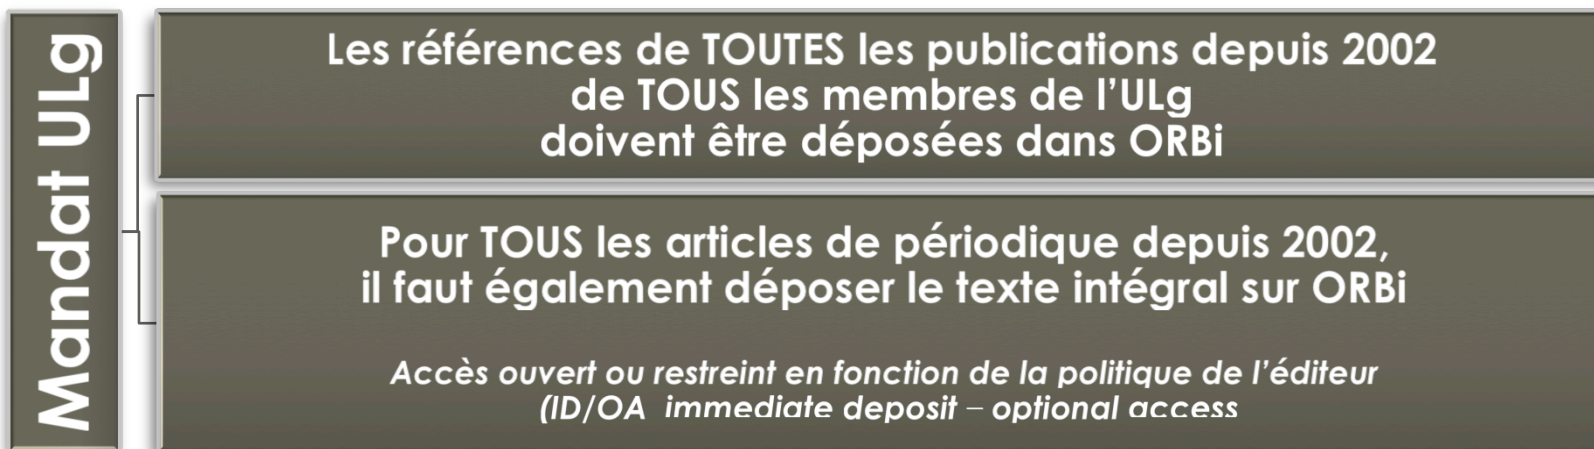 Mandat ULg
Les références de TOUTES les publications depuis 2002
de TOUS les membres de l'ULg
doivent être déposées dans ORBi
Pour TOUS les articles de périodique depuis 2002,
il faut également déposer le texte intégral sur ORBi
Accès ouvert ou restreint en fonction de la politique de l'éditeur
(ID/OA immediate deposit – optional access